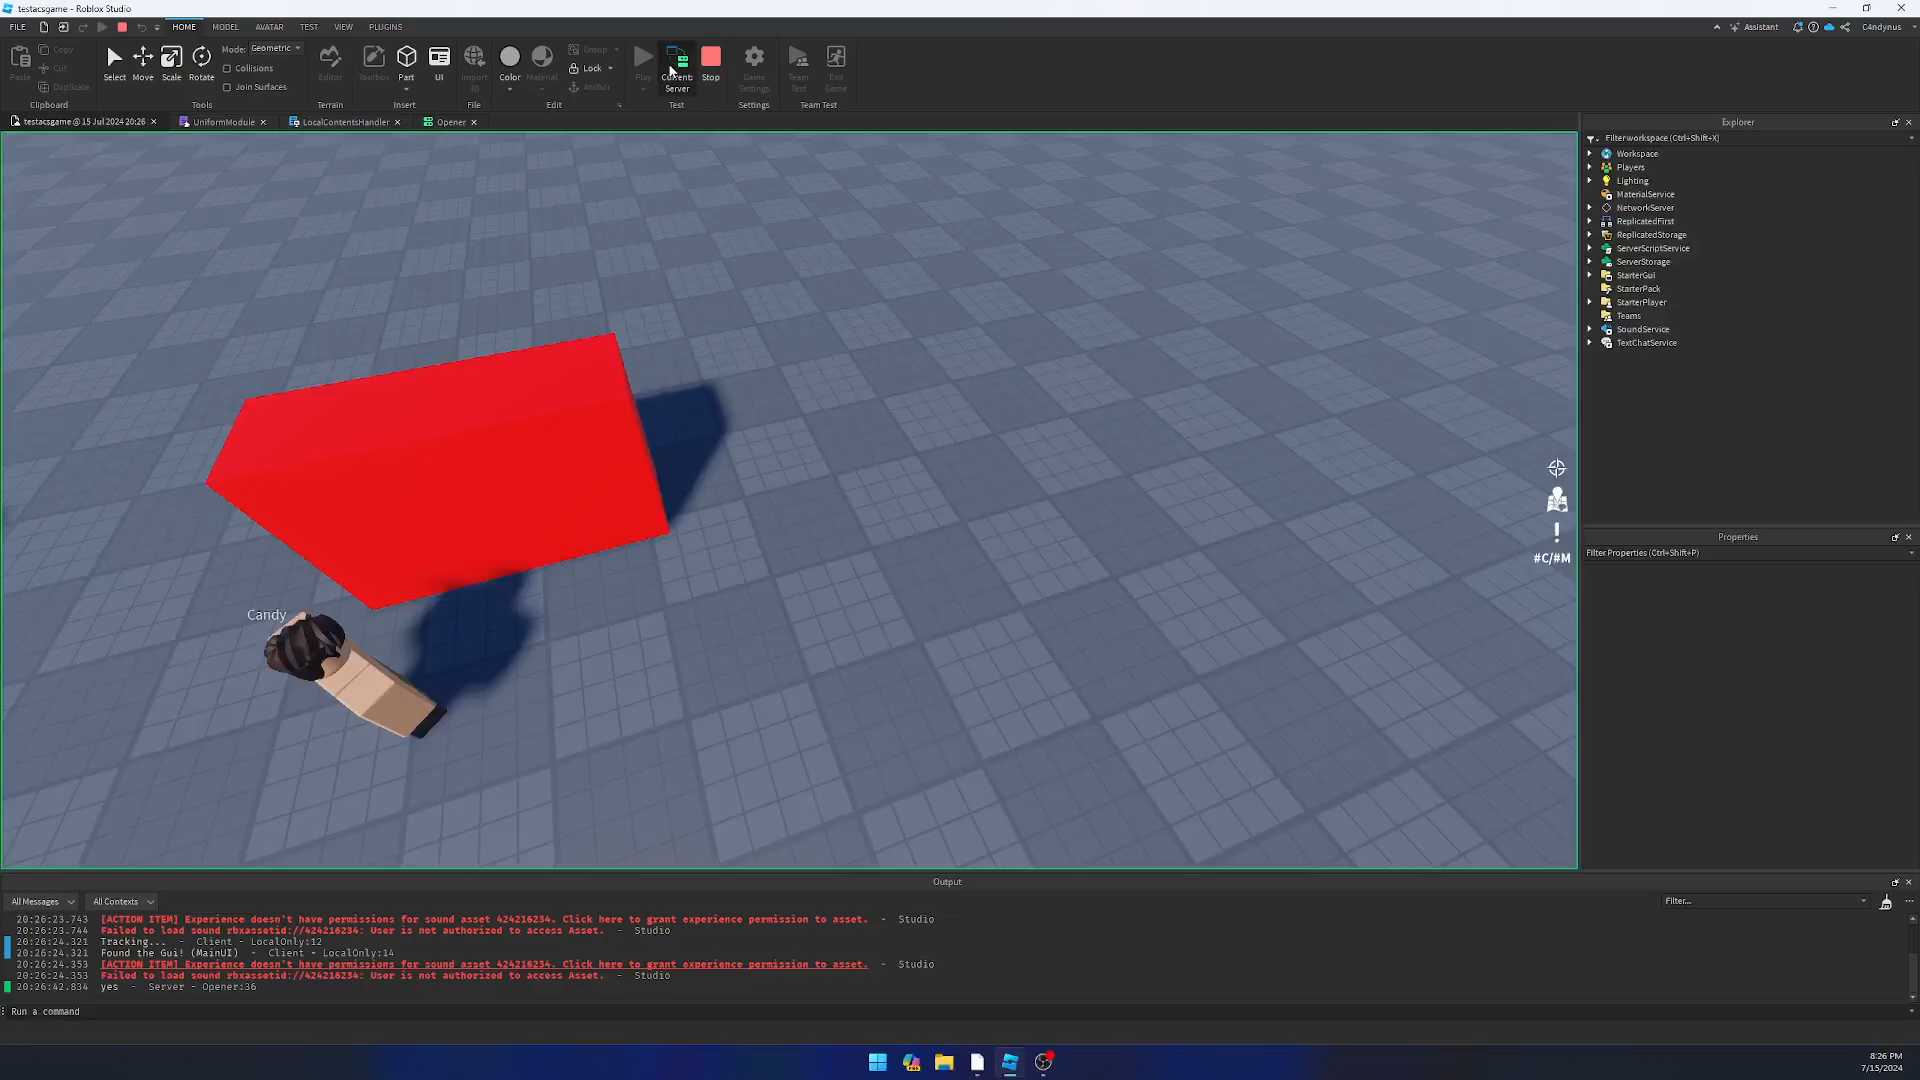 testacsgame - Roblox Studio
FILE HOME MODEL AVATAR TEST VIEW PLUGINS Assistant C4ndynus
Paste Copy Cut Duplicate Clipboard
Select Move Scale Rotate Mode: Geometric Collisions Join Surfaces Tools
Editor Terrain
Toolbox Part UI Insert
Import 3D File
Color Material Group Lock Anchor Edit
Play Current: Server Stop Test
Game Settings Settings
Team Test Exit Game Team Test
testacsgame @ 15 Jul 2024 20:26 UniformModule LocalContentsHandler Opener
Explorer
Filter workspace (Ctrl+Shift+X)
Workspace
Players
Lighting
MaterialService
NetworkServer
ReplicatedFirst
ReplicatedStorage
ServerScriptService
ServerStorage
StarterGui
StarterPack
StarterPlayer
Teams
SoundService
TextChatService
#C/#M
Properties
Filter Properties (Ctrl+Shift+P)
Candy
Output
All Messages All Contexts Filter...
20:26:23.743 [ACTION ITEM] Experience doesn't have permissions for sound asset 424216234. Click here to grant experience permission to asset. - Studio
20:26:23.744 Failed to load sound rbxassetid://424216234: User is not authorized to access Asset. - Studio
20:26:24.321 Tracking... - Client - LocalOnly:12
20:26:24.321 Found the Gui! (MainUI) - Client - LocalOnly:14
20:26:24.353 [ACTION ITEM] Experience doesn't have permissions for sound asset 424216234. Click here to grant experience permission to asset. - Studio
20:26:24.353 Failed to load sound rbxassetid://424216234: User is not authorized to access Asset. - Studio
20:26:42.834 yes - Server - Opener:36
Run a command
8:26 PM
7/15/2024